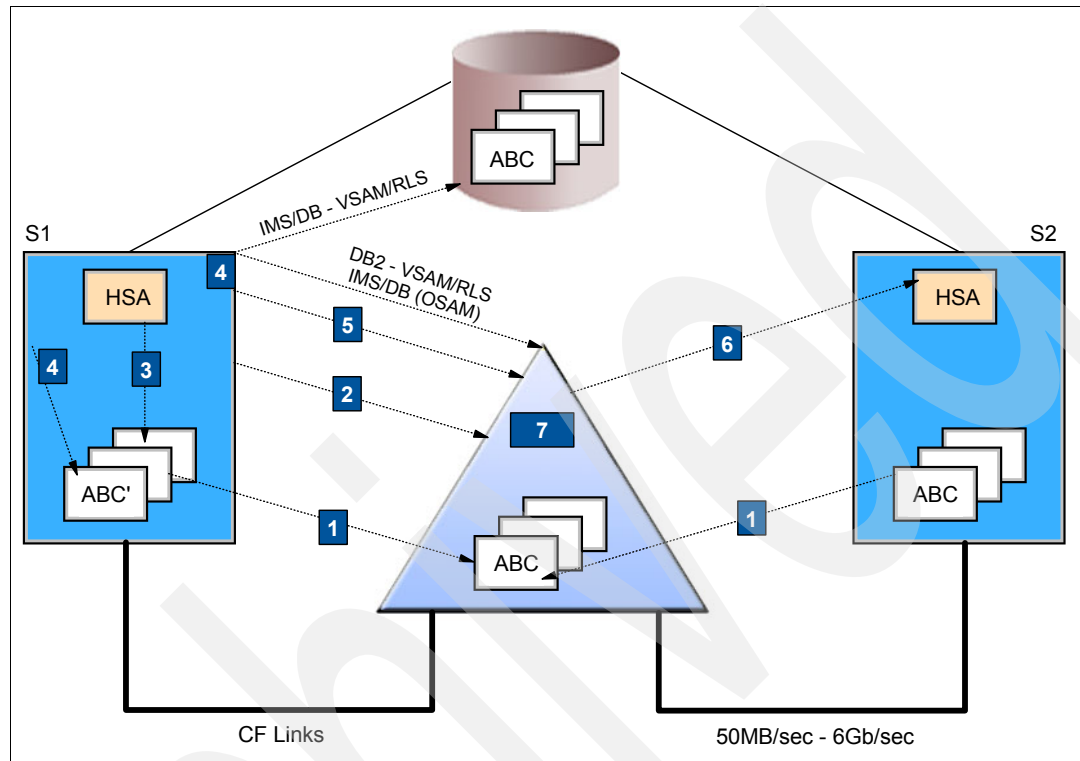 ABC
IMS/DB - VSAM/RLS
S1
S2
HSA
4
DB2 - VSAM/RLS
IMS/DB (OSAM)
HSA
5
6
4
3
2
7
ABC'
1
ABC
1
ABC
CF Links
50MB/sec - 6Gb/sec